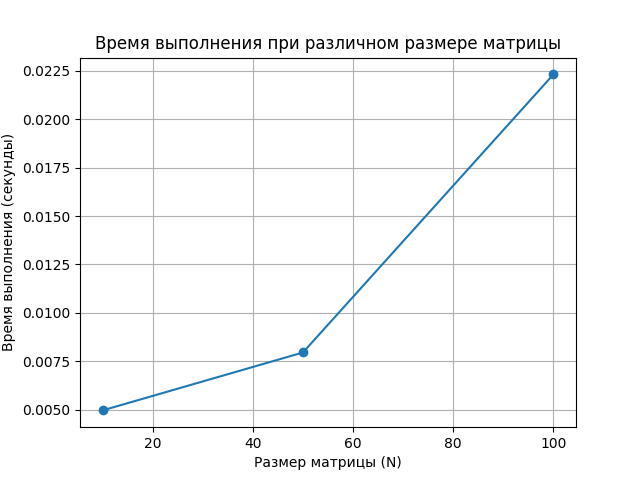 Время выполнения при различном размере матрицы
Время выполнения (секунды)
0.0225
0.0200
0.0175
0.0150
0.0125
0.0100
0.0075
0.0050
20 40 60 80 100
Размер матрицы (N)